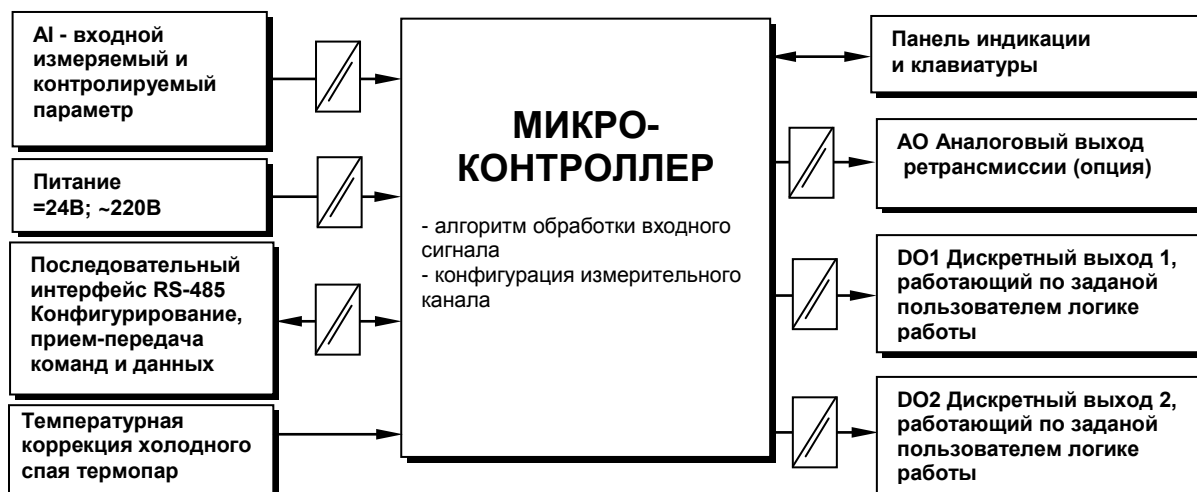 AI - входной
измеряемый и
контролируемый
параметр
Питание
=24В; ~220В
Последовательный
интерфейс RS-485
Конфигурирование,
прием-передача
команд и данных
Температурная
коррекция холодного
спая термопар
МИКРО-
КОНТРОЛЛЕР
- алгоритм обработки входного
сигнала
- конфигурация измерительного
канала
Панель индикации
и клавиатуры
АО Аналоговый выход
ретрансмиссии (опция)
DO1 Дискретный выход 1,
работающий по заданой
пользователем логике
работы
DO2 Дискретный выход 2,
работающий по заданой
пользователем логике
работы